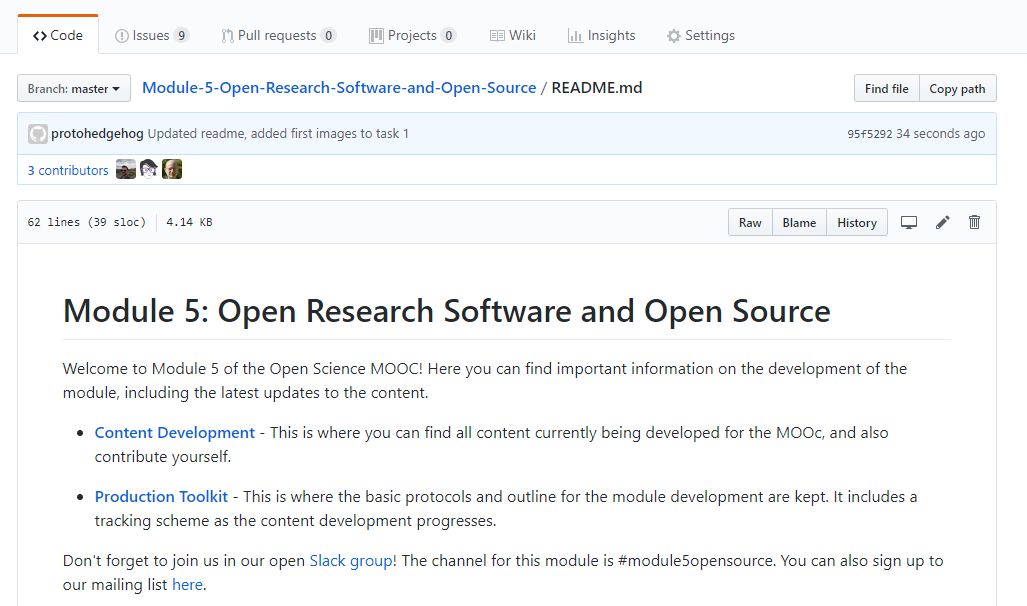 Code Issues 9 Pull requests 0 Projects 0 Wiki Insights Settings
Branch: master Module-5-Open-Research-Software-and-Open-Source / README.md Find file Copy path
protohedgehog Updated readme, added first images to task 1 95f5292 34 seconds ago
3 contributors
62 lines (39 sloc) 4.14 KB Raw Blame History
Module 5: Open Research Software and Open Source
Welcome to Module 5 of the Open Science MOOC! Here you can find important information on the development of the
module, including the latest updates to the content.
Content Development - This is where you can find all content currently being developed for the MOOc, and also
contribute yourself.
Production Toolkit - This is where the basic protocols and outline for the module development are kept. It includes a
tracking scheme as the content development progresses.
Don't forget to join us in our open Slack group! The channel for this module is #module5opensource. You can also sign up to
our mailing list here.